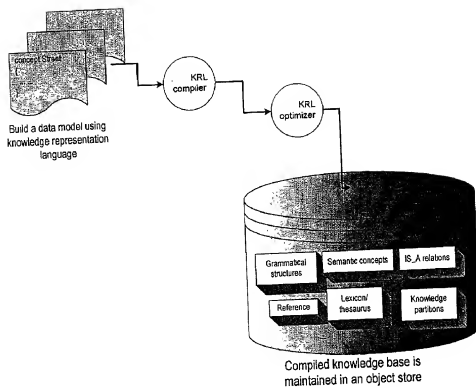 concept Street
{
Build a data model using
knowledge representation
language
KRL
compiler
KRL
optimizer
Grammatical
structures
Semantic concepts
IS_A relations
Reference
Lexicon/
thesaurus
Knowledge
partitions
Compiled knowledge base is
maintained in an object store